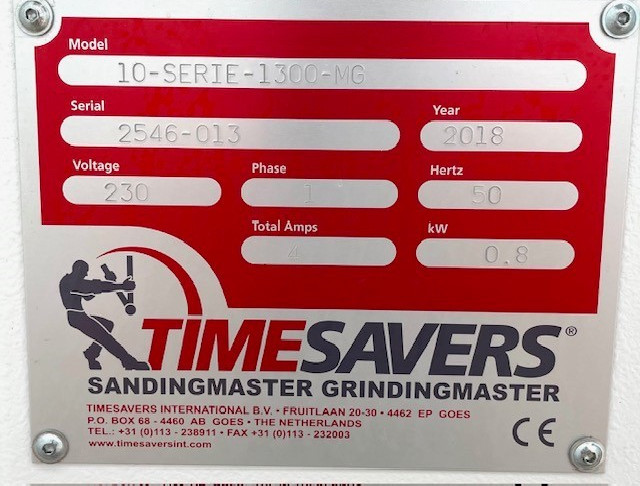 Model
10-SERIE-1300-MG
Serial
2546-013
Year
2018
Voltage
230
Phase
1
Hertz
50
Total Amps
4
kW
0.8
TIMESAVERS®
SANDINGMASTER GRINDINGMASTER
TIMESAVERS INTERNATIONAL B.V. · FRUITLAAN 20-30 · 4462 EP GOES
P.O. BOX 68 - 4460 AB GOES · THE NETHERLANDS
TEL.: +31 (0)113 - 238911 · FAX +31 (0)113 - 232003
www.timesaversint.com
CE